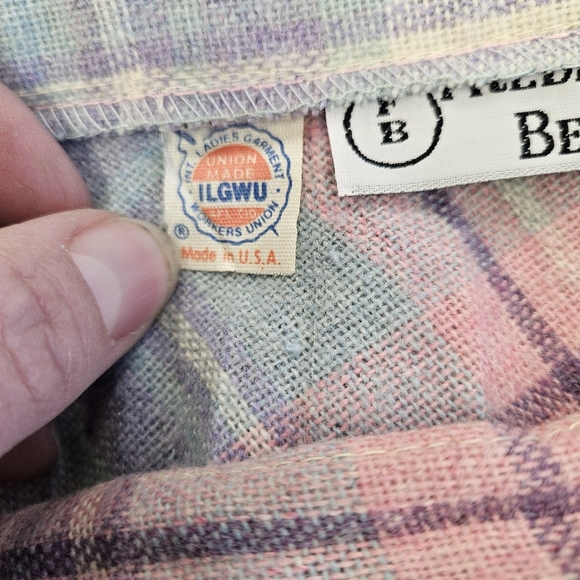 INT. LADIES GARMENT
UNION
MADE
ILGWU
WORKERS UNION
®
Made in U.S.A.
F
B
BE